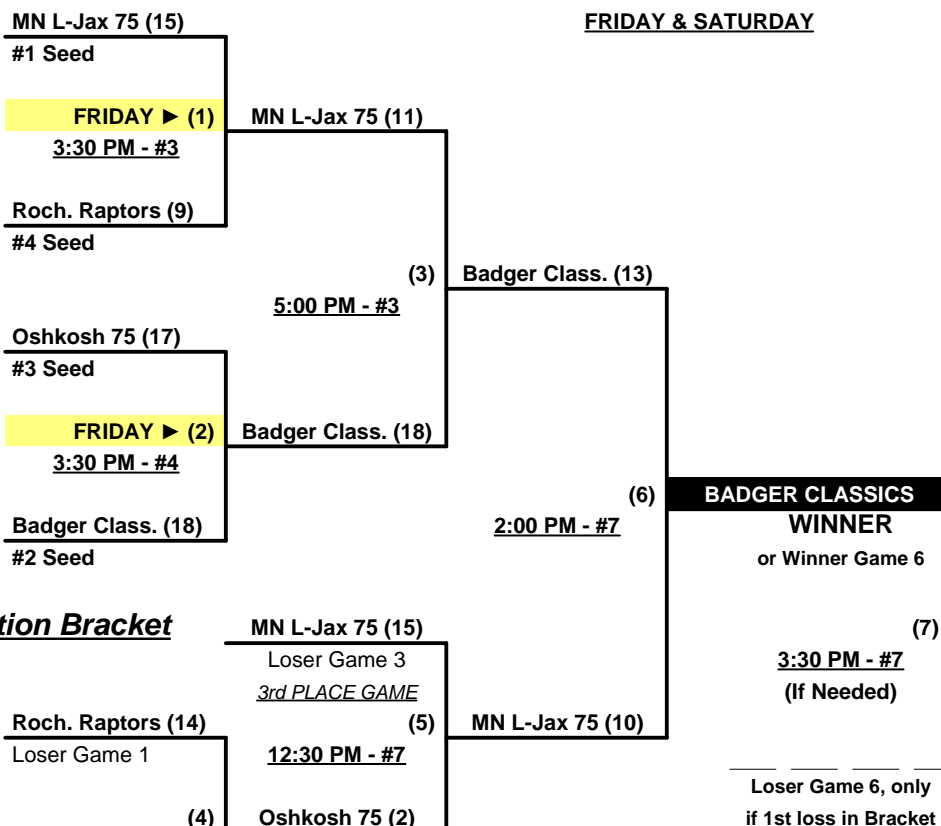 MN L-Jax 75 (15)
FRIDAY & SATURDAY
#1 Seed
FRIDAY ► (1)
MN L-Jax 75 (11)
3:30 PM - #3
Roch. Raptors (9)
#4 Seed
(3)
Badger Class. (13)
5:00 PM - #3
Oshkosh 75 (17)
#3 Seed
FRIDAY ► (2)
Badger Class. (18)
3:30 PM - #4
(6)
BADGER CLASSICS
Badger Class. (18)
2:00 PM - #7
WINNER
#2 Seed
or Winner Game 6
tion Bracket
MN L-Jax 75 (15)
(7)
Loser Game 3
3:30 PM - #7
3rd PLACE GAME
(If Needed)
Roch. Raptors (14)
(5)
MN L-Jax 75 (10)
Loser Game 1
12:30 PM - #7
Loser Game 6, only
(4)
Oshkosh 75 (2)
if 1st loss in Bracket